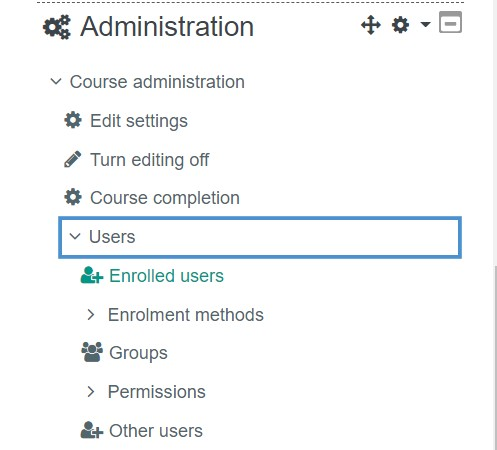 Administration
Course administration
Edit settings
Turn editing off
Course completion
Users
Enrolled users
Enrolment methods
Groups
Permissions
Other users